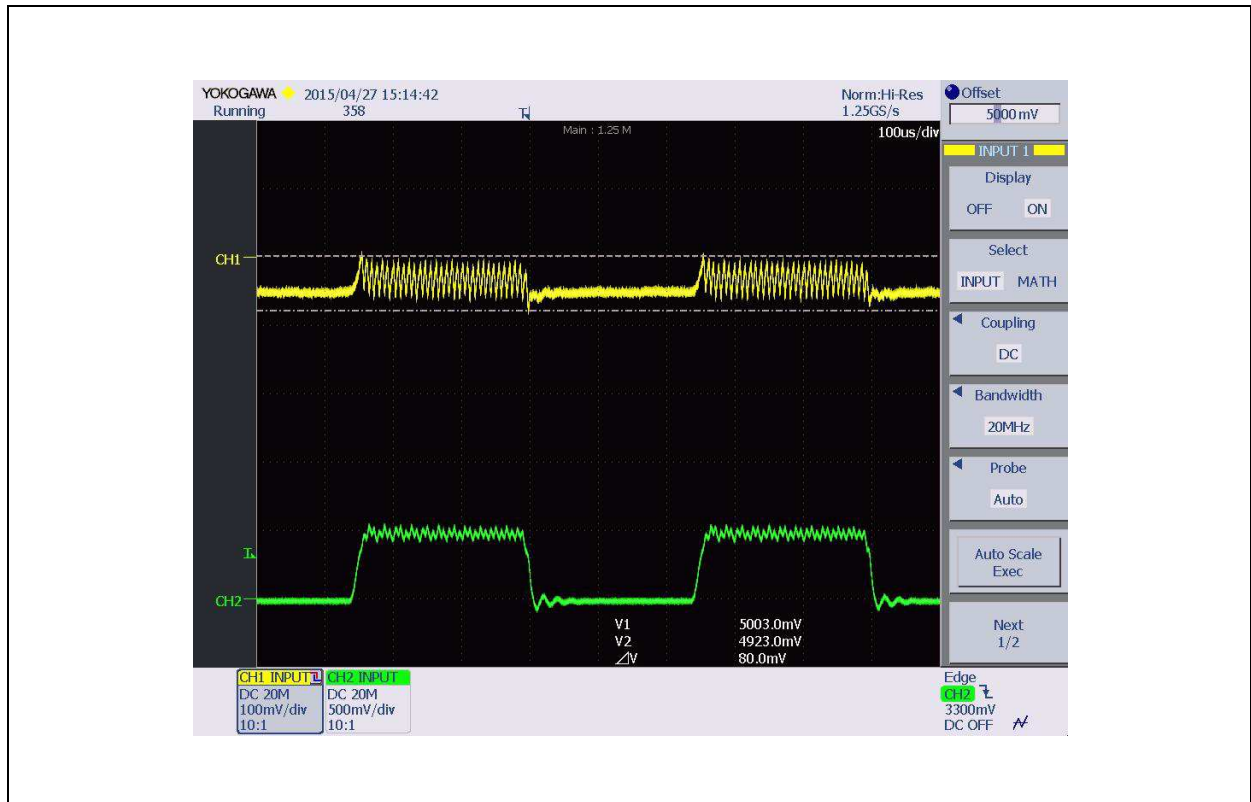 YOKOGAWA 2015/04/27 15:14:42
Running 358
Norm:Hi-Res
1.25GS/s
Main : 1.25 M
100us/div
CH1
CH2
T
V1 5003.0mV
V2 4923.0mV
⊿V 80.0mV
Offset
5000 mV
INPUT 1
Display
OFF ON
Select
INPUT MATH
Coupling
DC
Bandwidth
20MHz
Probe
Auto
Auto Scale
Exec
Next
1/2
CH1 INPUT CH2 INPUT
DC 20M DC 20M
100mV/div 500mV/div
10:1 10:1
Edge
CH2
3300mV
DC OFF